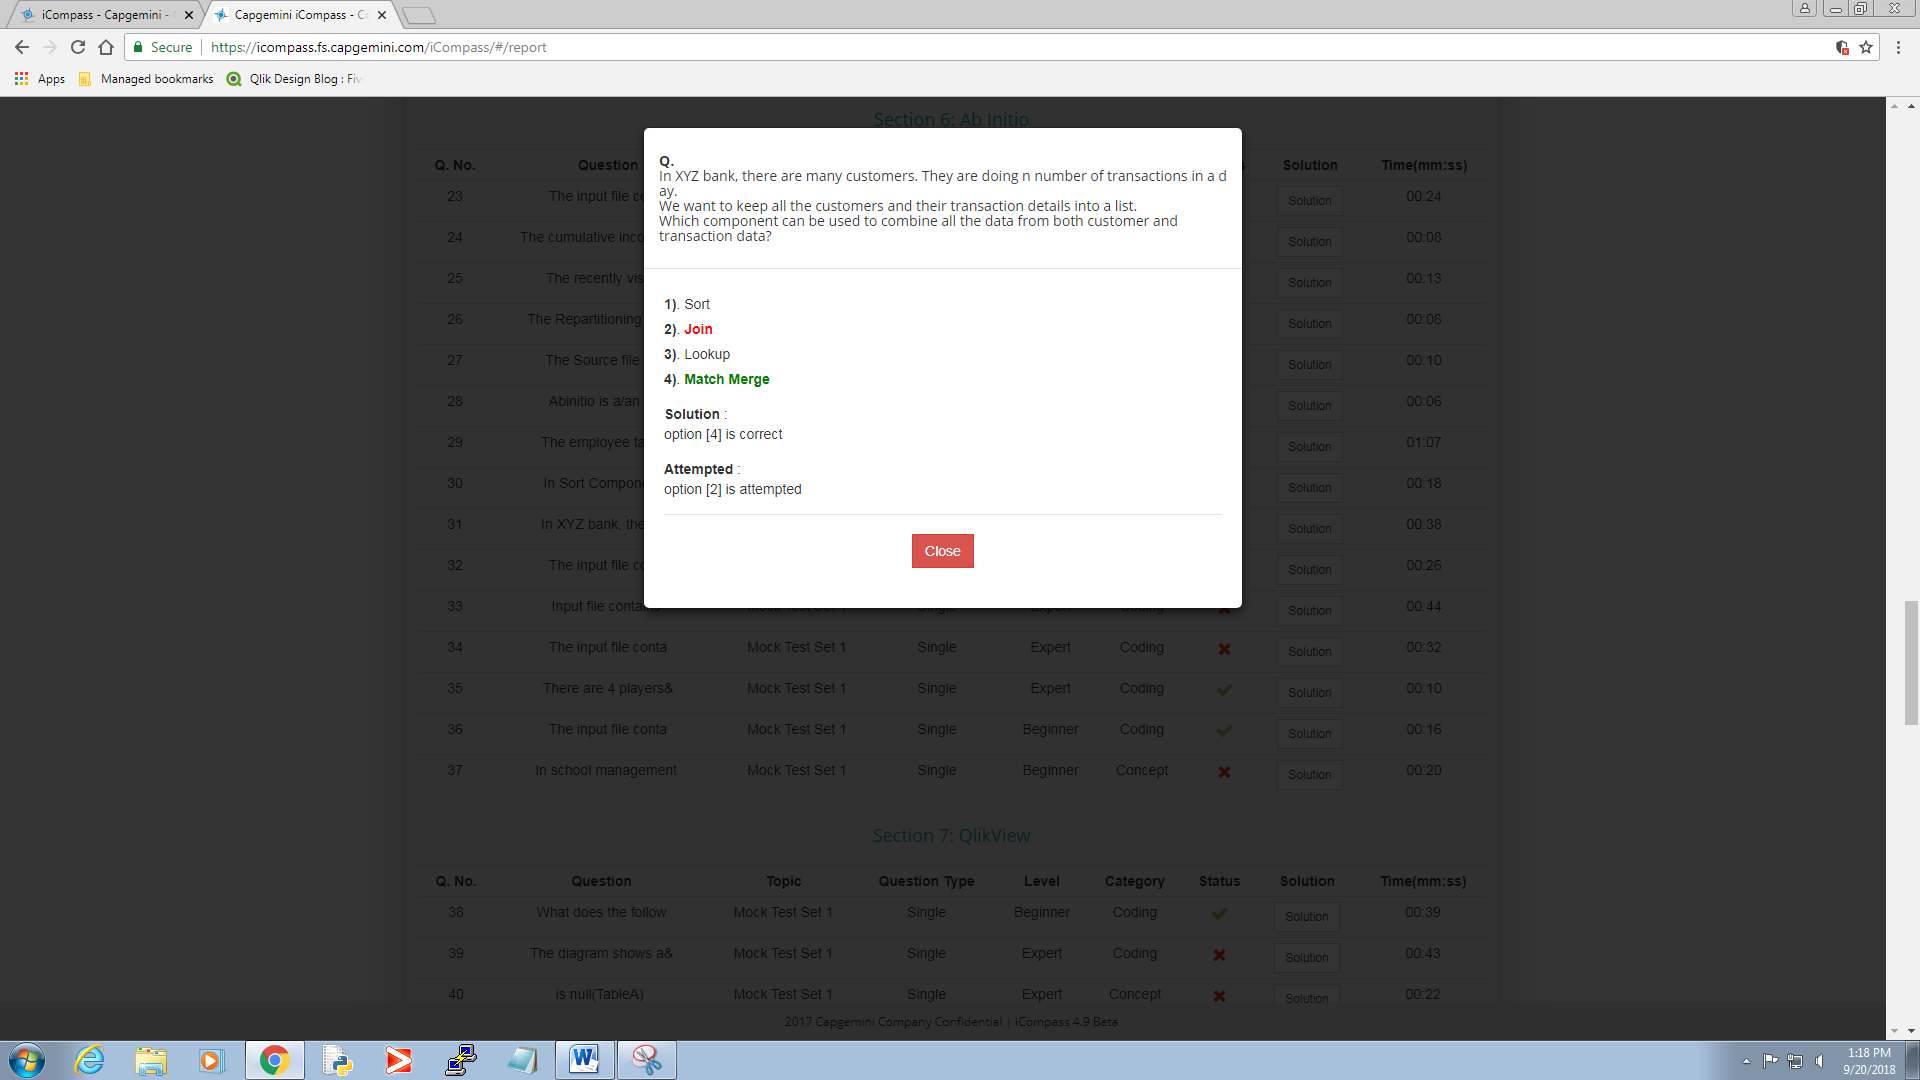 iCompass - Capgemini -
Capgemini iCompass - C
Secure
https://icompass.fs.capgemini.com/iCompass/#/report
Apps
Managed bookmarks
Qlik Design Blog : Fiv
Section 6: Ab Initio
Q. No. Question Solution Time(mm:ss)
Q.
In XYZ bank, there are many customers. They are doing n number of transactions in a d
ay.
We want to keep all the customers and their transaction details into a list.
Which component can be used to combine all the data from both customer and
transaction data?
1). Sort
2). Join
3). Lookup
4). Match Merge
Solution :
option [4] is correct
Attempted :
option [2] is attempted
Close
23 The input file co Solution 00:24
24 The cumulative inco Solution 00:08
25 The recently vis Solution 00:13
26 The Repartitioning Solution 00:08
27 The Source file Solution 00:10
28 Abinitio is a/an Solution 00:06
29 The employee ta Solution 01:07
30 In Sort Compon Solution 00:18
31 In XYZ bank, the Solution 00:38
32 The input file co Solution 00:26
33 Input file conta Mock Test Set 1 Single Expert Coding Solution 00:44
34 The input file conta Mock Test Set 1 Single Expert Coding Solution 00:32
35 There are 4 players& Mock Test Set 1 Single Expert Coding Solution 00:10
36 The input file conta Mock Test Set 1 Single Beginner Coding Solution 00:16
37 In school management Mock Test Set 1 Single Beginner Concept Solution 00:20
Section 7: QlikView
Q. No. Question Topic Question Type Level Category Status Solution Time(mm:ss)
38 What does the follow Mock Test Set 1 Single Beginner Coding Solution 00:39
39 The diagram shows a& Mock Test Set 1 Single Expert Coding Solution 00:43
40 is null(TableA) Mock Test Set 1 Single Expert Concept Solution 00:22
2017 Capgemini Company Confidential | iCompass 4.9 Beta
1:18 PM
9/20/2018